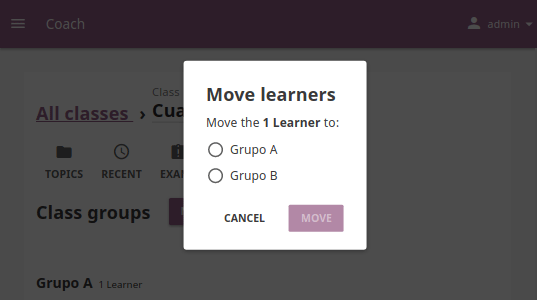 Coach
admin
Class
All classes › Cua
TOPICS RECENT EXA
Class groups
Grupo A 1 Learner
Move learners
Move the 1 Learner to:
Grupo A
Grupo B
CANCEL MOVE